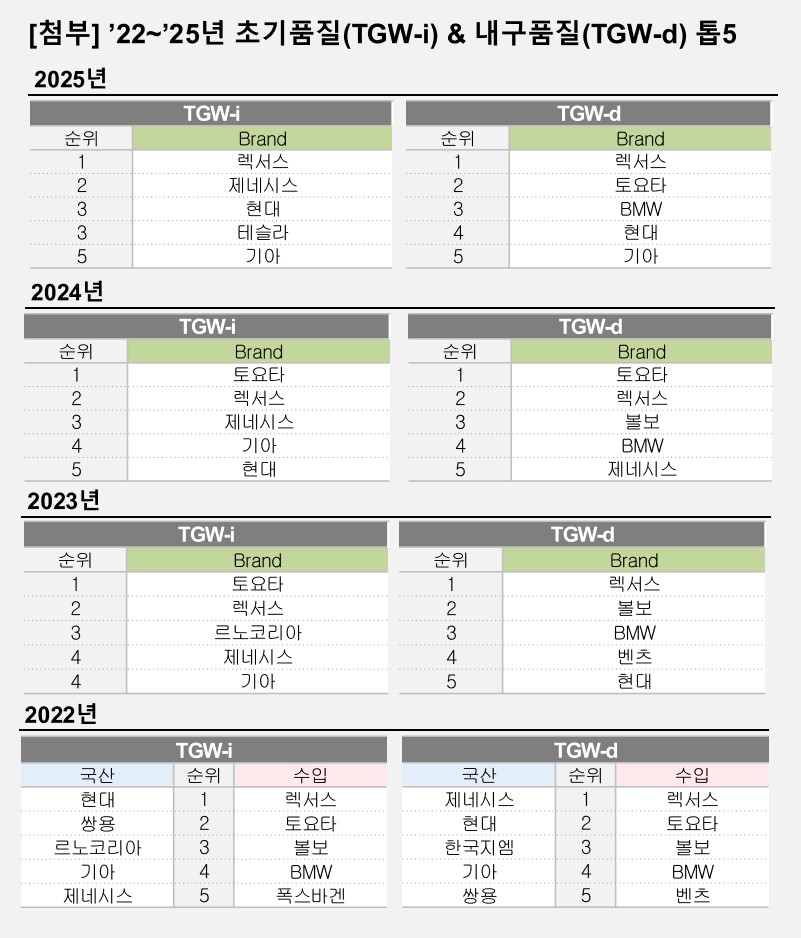 [첨부] ’22~’25년 초기품질(TGW-i) & 내구품질(TGW-d) 톱5
2025년
TGW-i TGW-d
순위 Brand 순위 Brand
1 렉서스 1 렉서스
2 제네시스 2 토요타
3 현대 3 BMW
3 테슬라 4 현대
5 기아 5 기아
2024년
TGW-i TGW-d
순위 Brand 순위 Brand
1 토요타 1 토요타
2 렉서스 2 렉서스
3 제네시스 3 볼보
4 기아 4 BMW
5 현대 5 제네시스
2023년
TGW-i TGW-d
순위 Brand 순위 Brand
1 토요타 1 렉서스
2 렉서스 2 볼보
3 르노코리아 3 BMW
4 제네시스 4 벤츠
4 기아 5 현대
2022년
TGW-i TGW-d
국산 순위 수입 국산 순위 수입
현대 1 렉서스 제네시스 1 렉서스
쌍용 2 토요타 현대 2 토요타
르노코리아 3 볼보 한국지엠 3 볼보
기아 4 BMW 기아 4 BMW
제네시스 5 폭스바겐 쌍용 5 벤츠